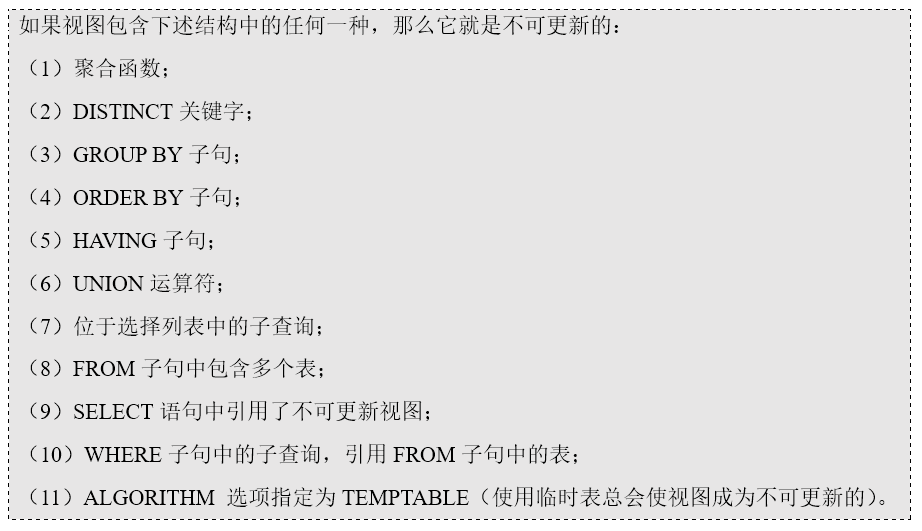 如果视图包含下述结构中的任何一种，那么它就是不可更新的：
（1）聚合函数；
（2）DISTINCT 关键字；
（3）GROUP BY 子句；
（4）ORDER BY 子句；
（5）HAVING 子句；
（6）UNION 运算符；
（7）位于选择列表中的子查询；
（8）FROM 子句中包含多个表；
（9）SELECT 语句中引用了不可更新视图；
（10）WHERE 子句中的子查询，引用 FROM 子句中的表；
（11）ALGORITHM 选项指定为 TEMPTABLE（使用临时表总会使视图成为不可更新的）。